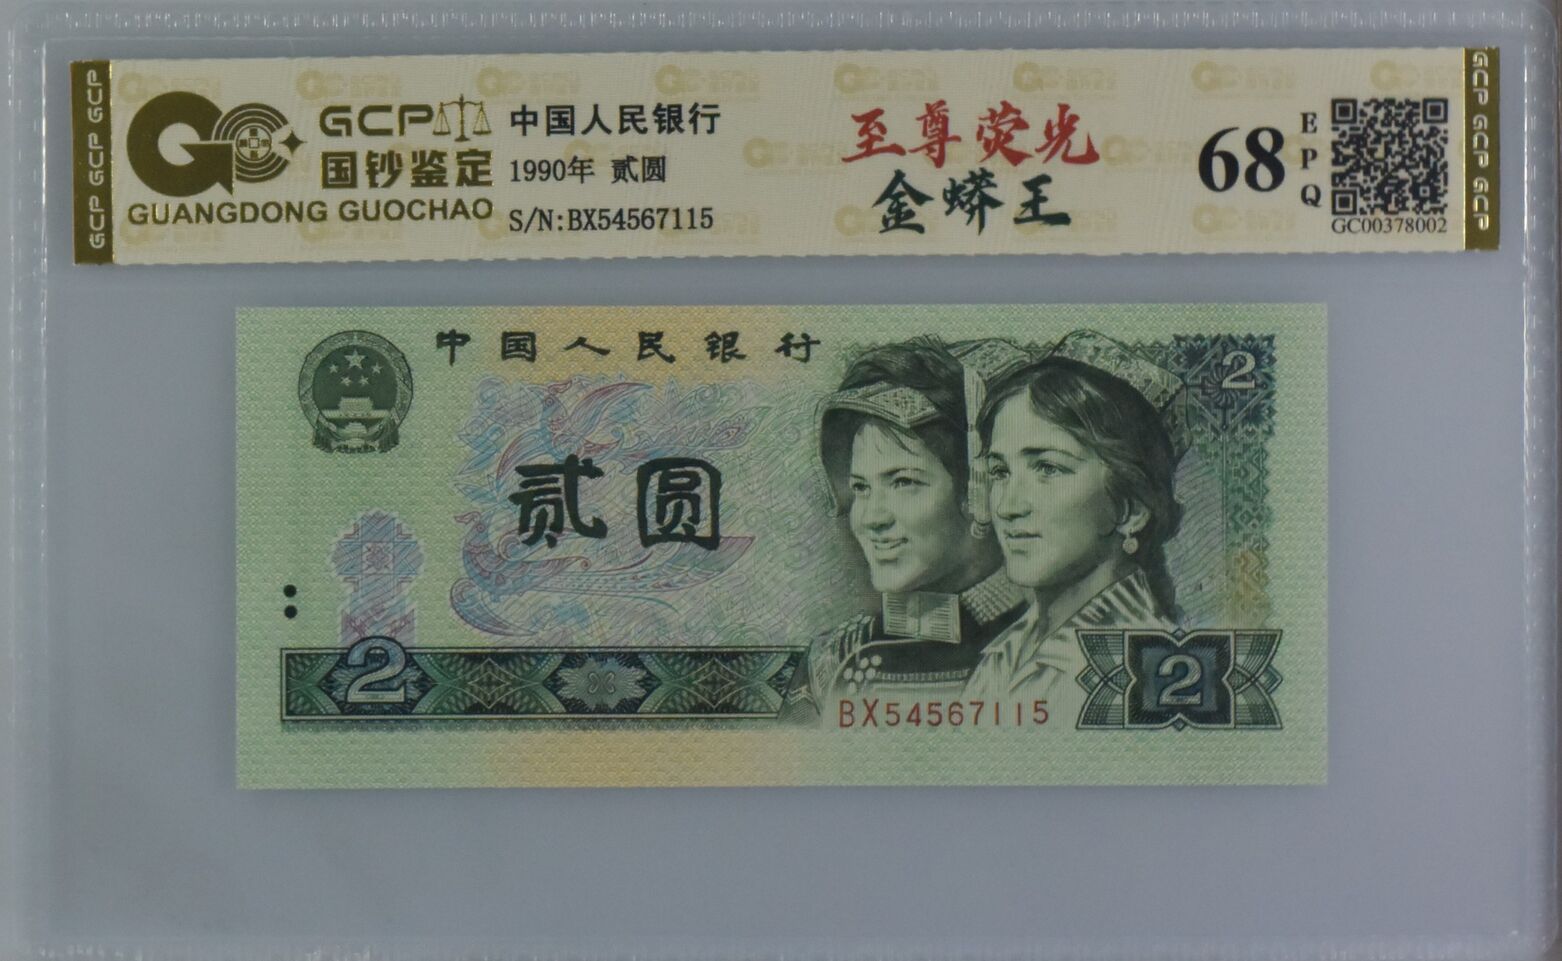 GCP
国钞鉴定
GUANGDONG GUOCHAO
中国人民银行
1990年 贰圆
S/N:BX54567115
至尊荧光
金蟒王
68
EPQ
GC00378002
GCP GCP GCP
GCP GCP GCP
中国人民银行
2
贰圆
2
2
BX54567115